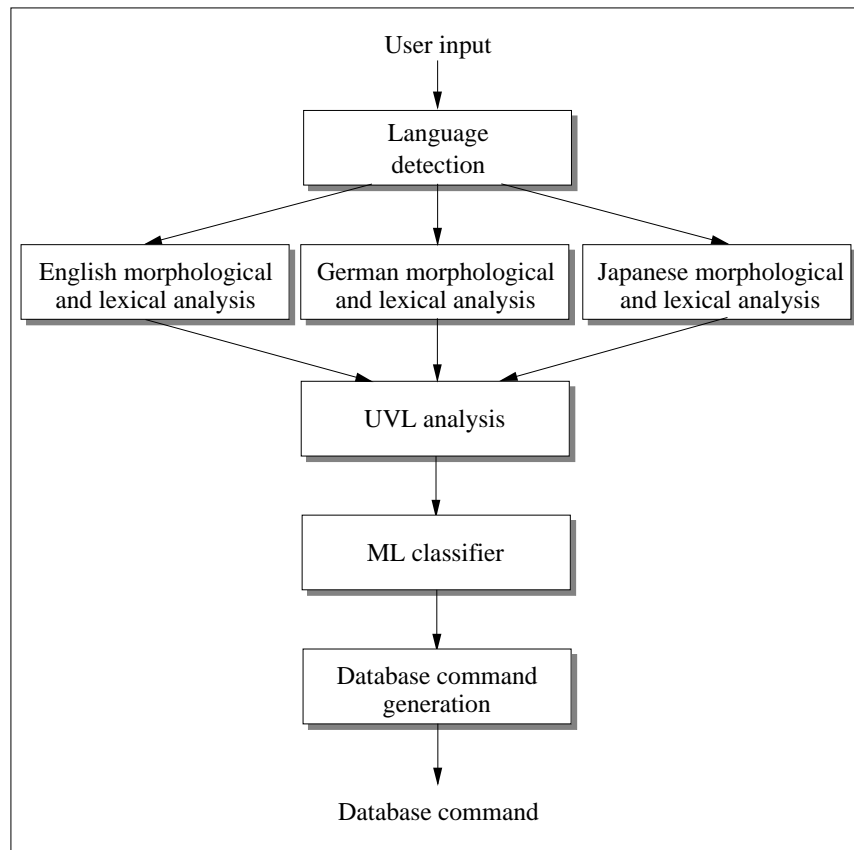 User input
Language
detection
English morphological
and lexical analysis
German morphological
and lexical analysis
Japanese morphological
and lexical analysis
UVL analysis
ML classifier
Database command
generation
Database command